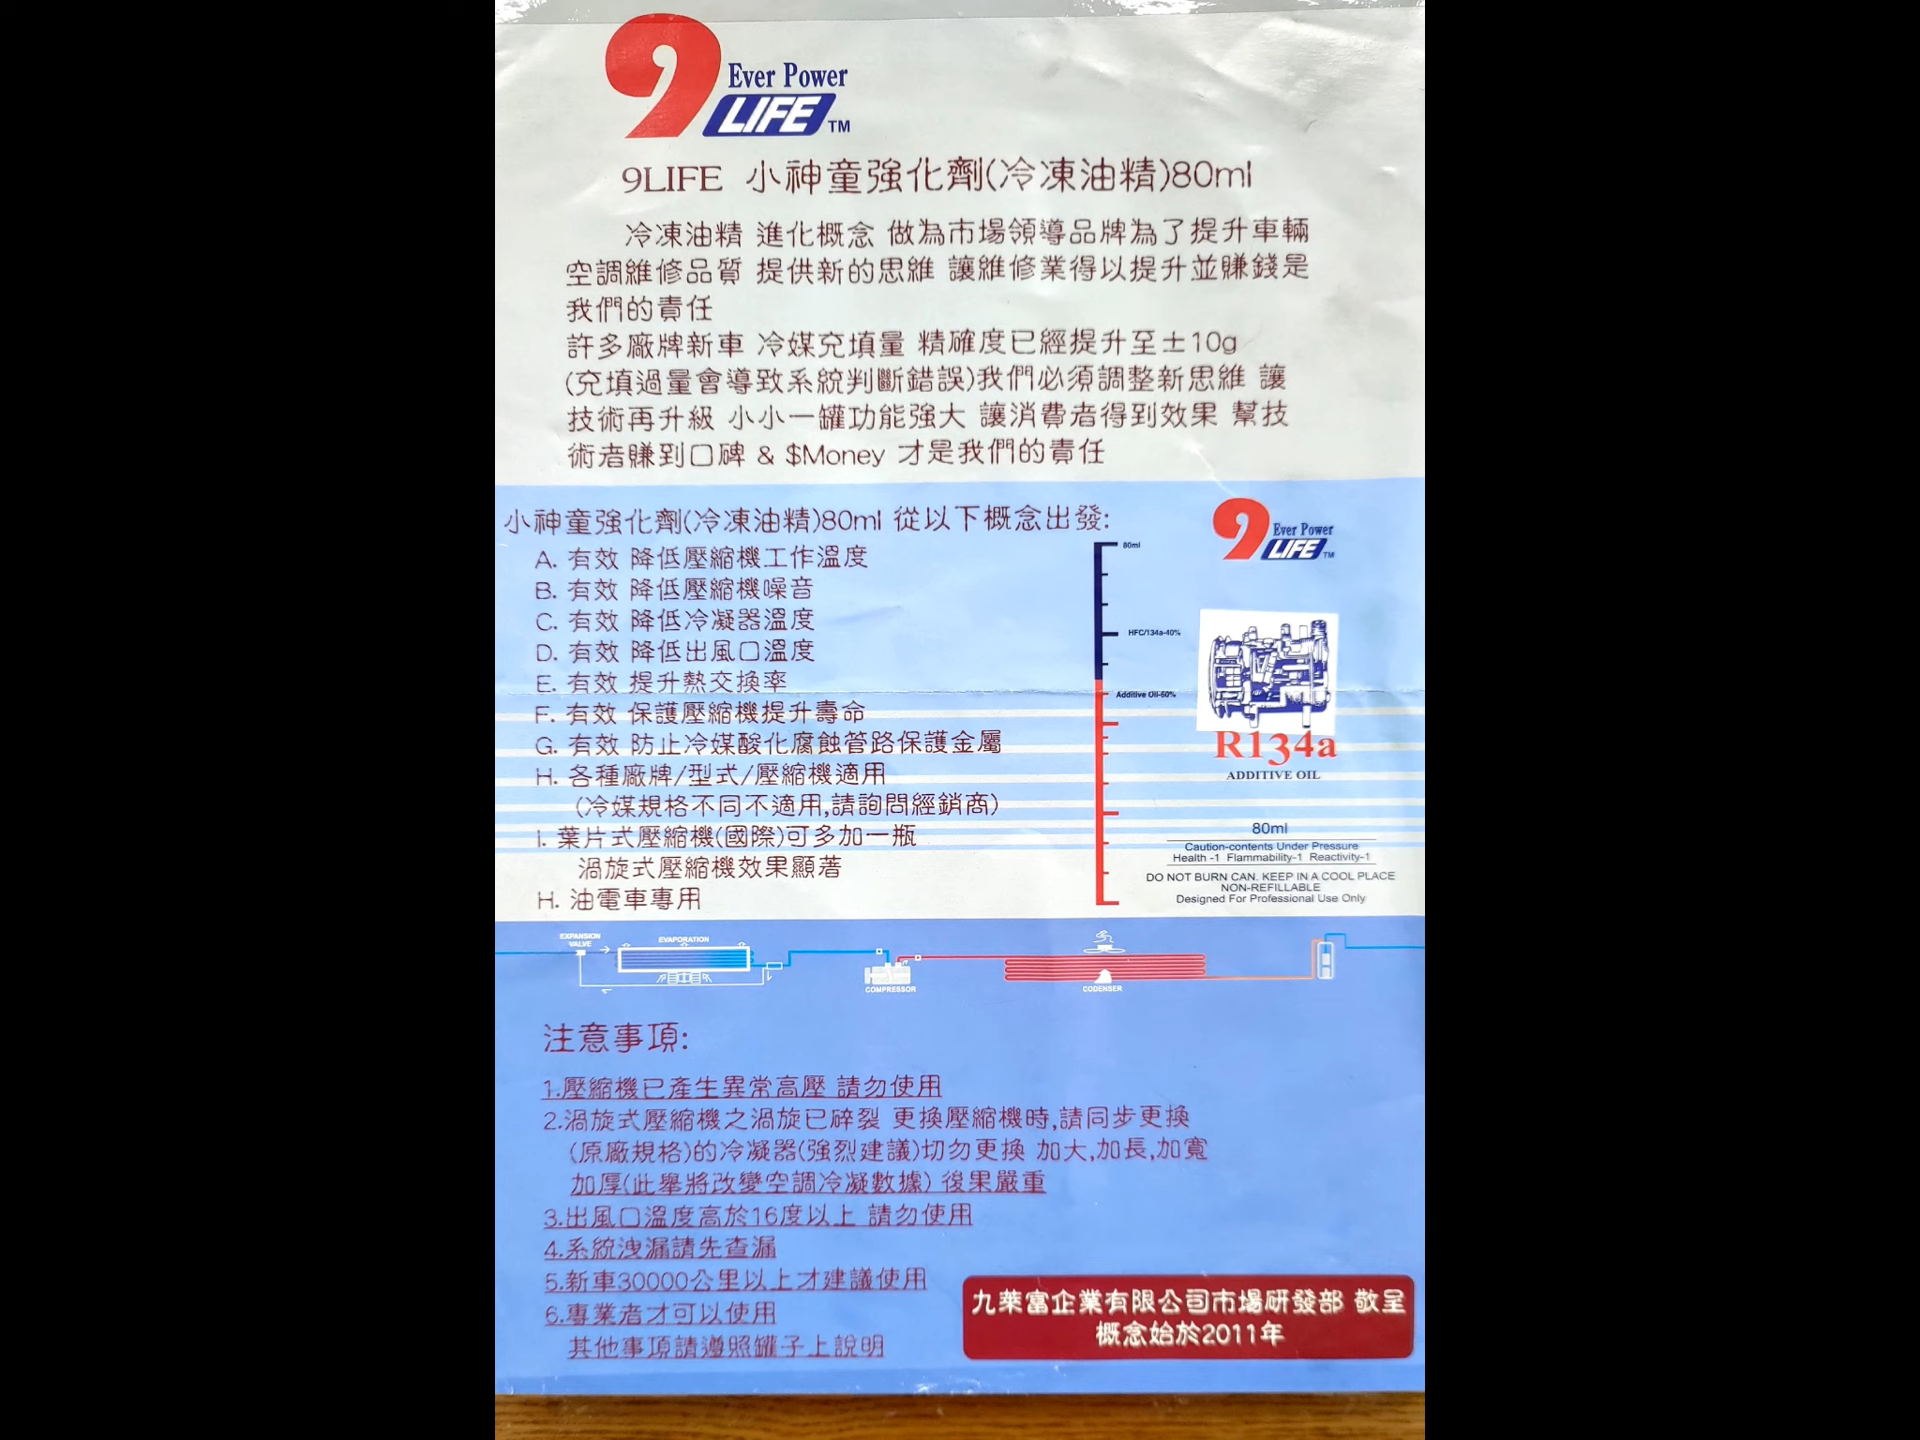 9 Ever Power
LIFE TM
9LIFE 小神童強化劑(冷凍油精)80ml
冷凍油精 進化概念 做為市場領導品牌為了提升車輛
空調維修品質 提供新的思維 讓維修業得以提升並賺錢是
我們的責任
許多廠牌新車 冷媒充填量 精確度已經提升至±10g
(充填過量會導致系統判斷錯誤)我們必須調整新思維 讓
技術再升級 小小一罐功能強大 讓消費者得到效果 幫技
術者賺到口碑 & $Money 才是我們的責任
小神童強化劑(冷凍油精)80ml 從以下概念出發:
A. 有效 降低壓縮機工作溫度
B. 有效 降低壓縮機噪音
C. 有效 降低冷凝器溫度
D. 有效 降低出風口溫度
E. 有效 提升熱交換率
F. 有效 保護壓縮機提升壽命
G. 有效 防止冷媒酸化腐蝕管路保護金屬
H. 各種廠牌/型式/壓縮機適用
(冷媒規格不同不適用,請詢問經銷商)
I. 葉片式壓縮機(國際)可多加一瓶
渦旋式壓縮機效果顯著
H. 油電車專用
80ml
HFC/134a-40%
Additive Oil-60%
9 Ever Power
LIFE TM
R134a
ADDITIVE OIL
80ml
Caution-contents Under Pressure
Health -1 Flammability-1 Reactivity-1
DO NOT BURN CAN. KEEP IN A COOL PLACE
NON-REFILLABLE
Designed For Professional Use Only
EXPANSION
VALVE
EVAPORATION
COMPRESSOR
CODENSER
注意事項:
1.壓縮機已產生異常高壓 請勿使用
2.渦旋式壓縮機之渦旋已碎裂 更換壓縮機時,請同步更換
(原廠規格)的冷凝器(強烈建議)切勿更換 加大,加長,加寬
加厚(此舉將改變空調冷凝數據) 後果嚴重
3.出風口溫度高於16度以上 請勿使用
4.系統洩漏請先查漏
5.新車30000公里以上才建議使用
6.專業者才可以使用
其他事項請遵照罐子上說明
九萊富企業有限公司市場研發部 敬呈
概念始於2011年